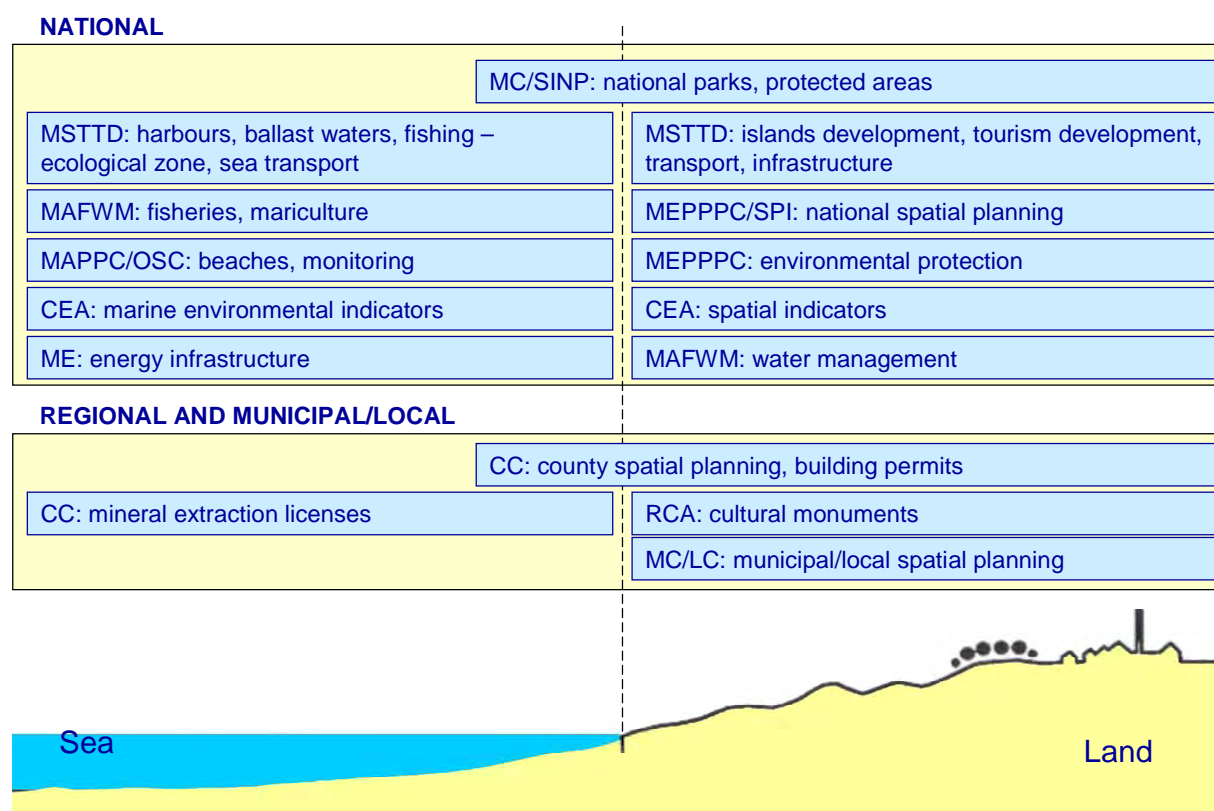 NATIONAL
MC/SINP: national parks, protected areas
MSTTD: harbours, ballast waters, fishing –
ecological zone, sea transport
MSTTD: islands development, tourism development,
transport, infrastructure
MAFWM: fisheries, mariculture
MEPPPC/SPI: national spatial planning
MAPPC/OSC: beaches, monitoring
MEPPPC: environmental protection
CEA: marine environmental indicators
CEA: spatial indicators
ME: energy infrastructure
MAFWM: water management
REGIONAL AND MUNICIPAL/LOCAL
CC: county spatial planning, building permits
CC: mineral extraction licenses
RCA: cultural monuments
MC/LC: municipal/local spatial planning
Sea
Land